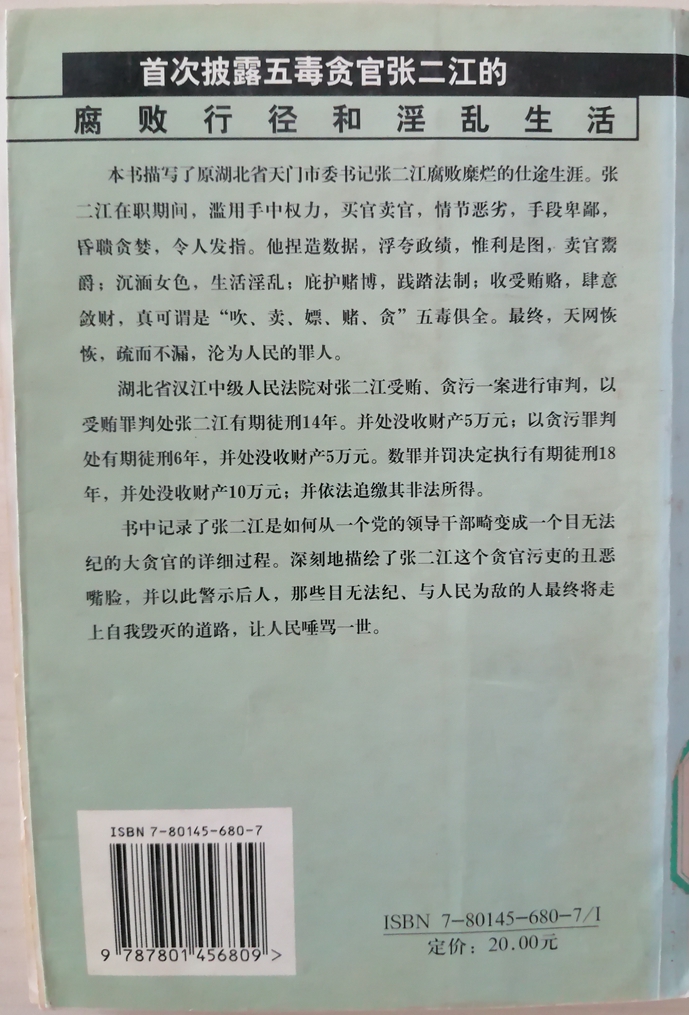 首次披露五毒贪官张二江的
腐败行径和淫乱生活
本书描写了原湖北省天门市委书记张二江腐败糜烂的仕途生涯。张
二江在职期间，滥用手中权力，买官卖官，情节恶劣，手段卑鄙，
昏聩贪婪，令人发指。他捏造数据，浮夸政绩，惟利是图，卖官鬻
爵；沉湎女色，生活淫乱；庇护赌博，践踏法制；收受贿赂，肆意
敛财，真可谓是“吹、卖、嫖、赌、贪”五毒俱全。最终，天网恢
恢，疏而不漏，沦为人民的罪人。
湖北省汉江中级人民法院对张二江受贿、贪污一案进行审判，以
受贿罪判处张二江有期徒刑14年。并处没收财产5万元；以贪污罪判
处有期徒刑6年，并处没收财产5万元。数罪并罚决定执行有期徒刑18
年，并处没收财产10万元；并依法追缴其非法所得。
书中记录了张二江是如何从一个党的领导干部畸变成一个目无法
纪的大贪官的详细过程。深刻地描绘了张二江这个贪官污吏的丑恶
嘴脸，并以此警示后人，那些目无法纪、与人民为敌的人最终将走
上自我毁灭的道路，让人民唾骂一世。
ISBN 7-80145-680-7
9 787801 456809 >
ISBN 7-80145-680-7/I
定价：20.00元